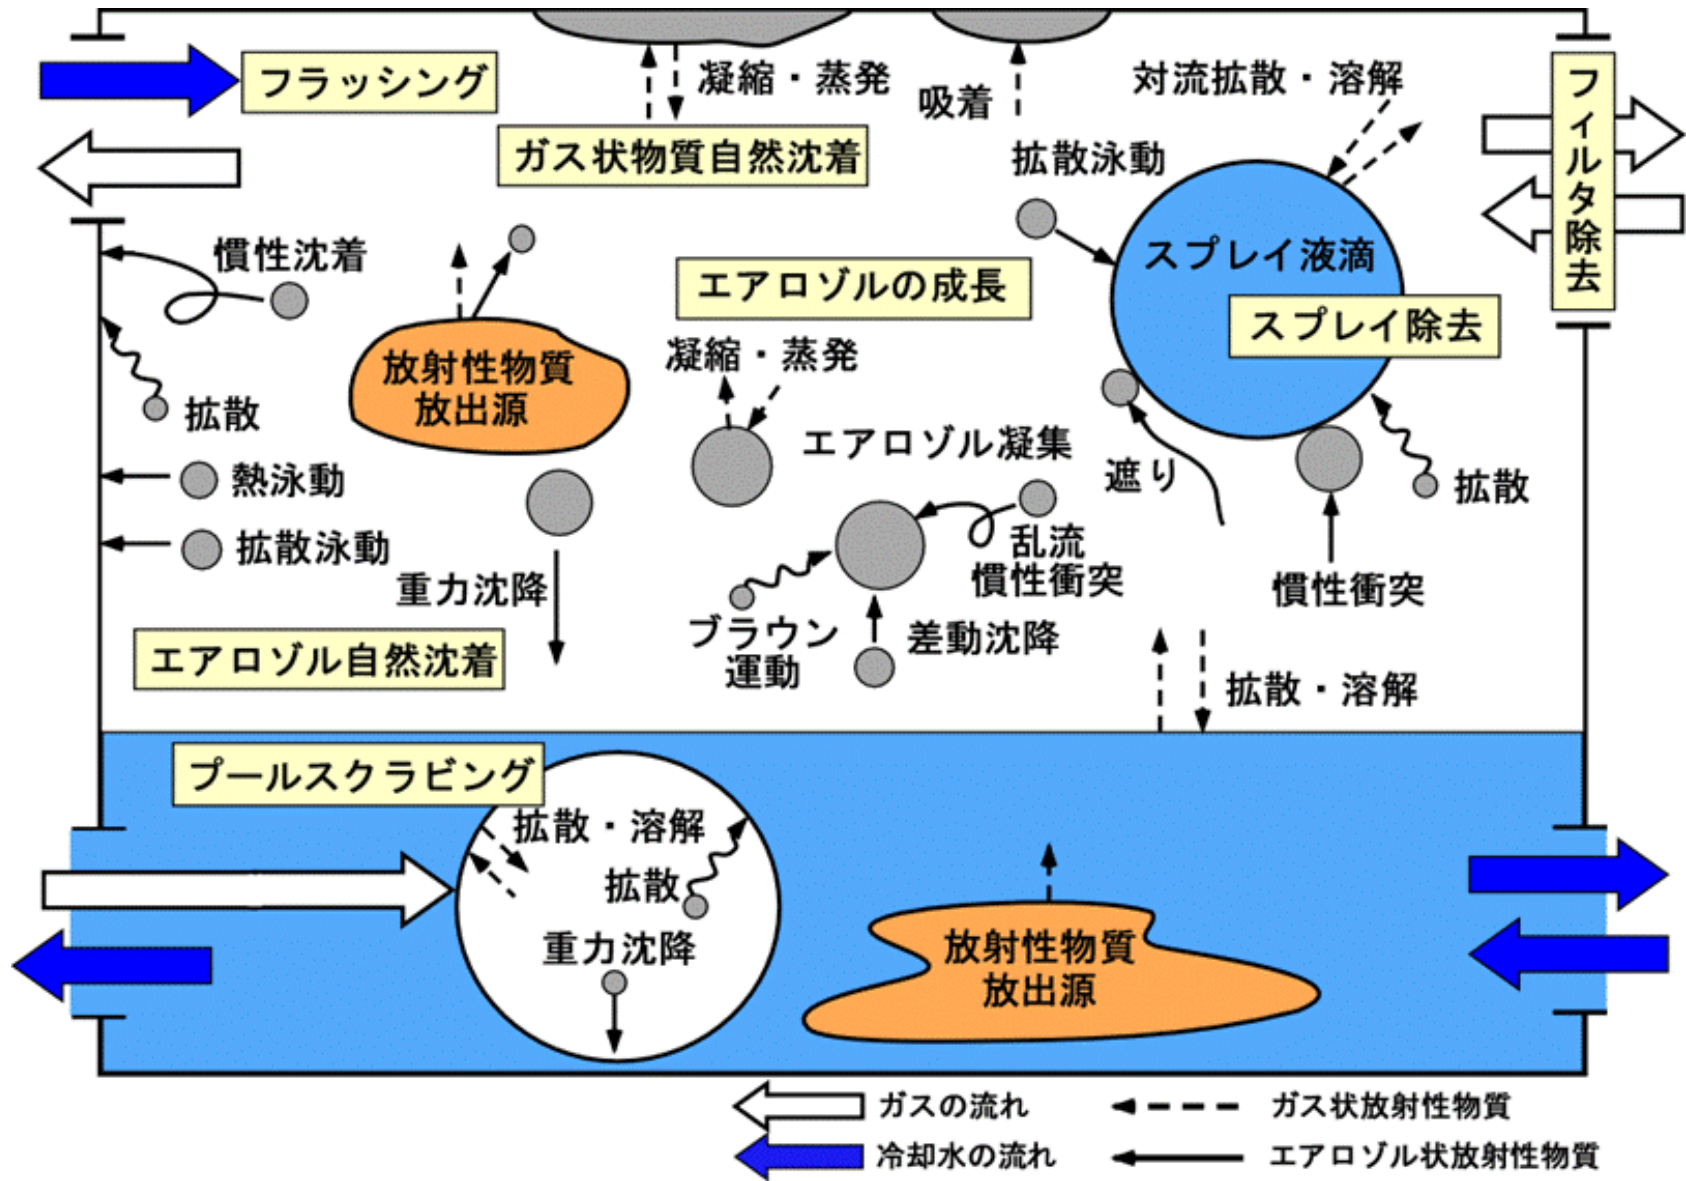 フラッシング
凝縮・蒸発
吸着
対流拡散・溶解
フィルタ除去
ガス状物質自然沈着
拡散泳動
慣性沈着
スプレイ液滴
エアロゾルの成長
スプレイ除去
凝縮・蒸発
放射性物質
放出源
拡散
エアロゾル凝集
遮り
拡散
熱泳動
拡散泳動
乱流
慣性衝突
重力沈降
慣性衝突
ブラウン
運動
差動沈降
エアロゾル自然沈着
拡散・溶解
プールスクラビング
拡散・溶解
拡散
重力沈降
放射性物質
放出源
ガスの流れ
ガス状放射性物質
冷却水の流れ
エアロゾル状放射性物質